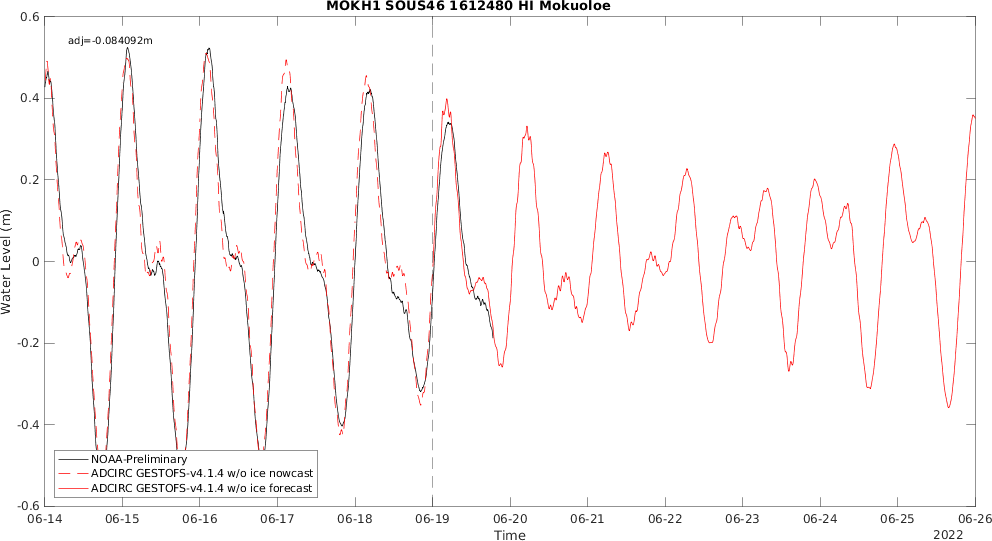 MOKH1 SOUS46 1612480 HI Mokuoloe
adj=-0.084092m
0.6
0.4
0.2
0
-0.2
-0.4
-0.6
Water Level (m)
NOAA-Preliminary
ADCIRC GESTOFS-v4.1.4 w/o ice nowcast
ADCIRC GESTOFS-v4.1.4 w/o ice forecast
06-14 06-15 06-16 06-17 06-18 06-19 06-20 06-21 06-22 06-23 06-24 06-25 06-26
Time
2022